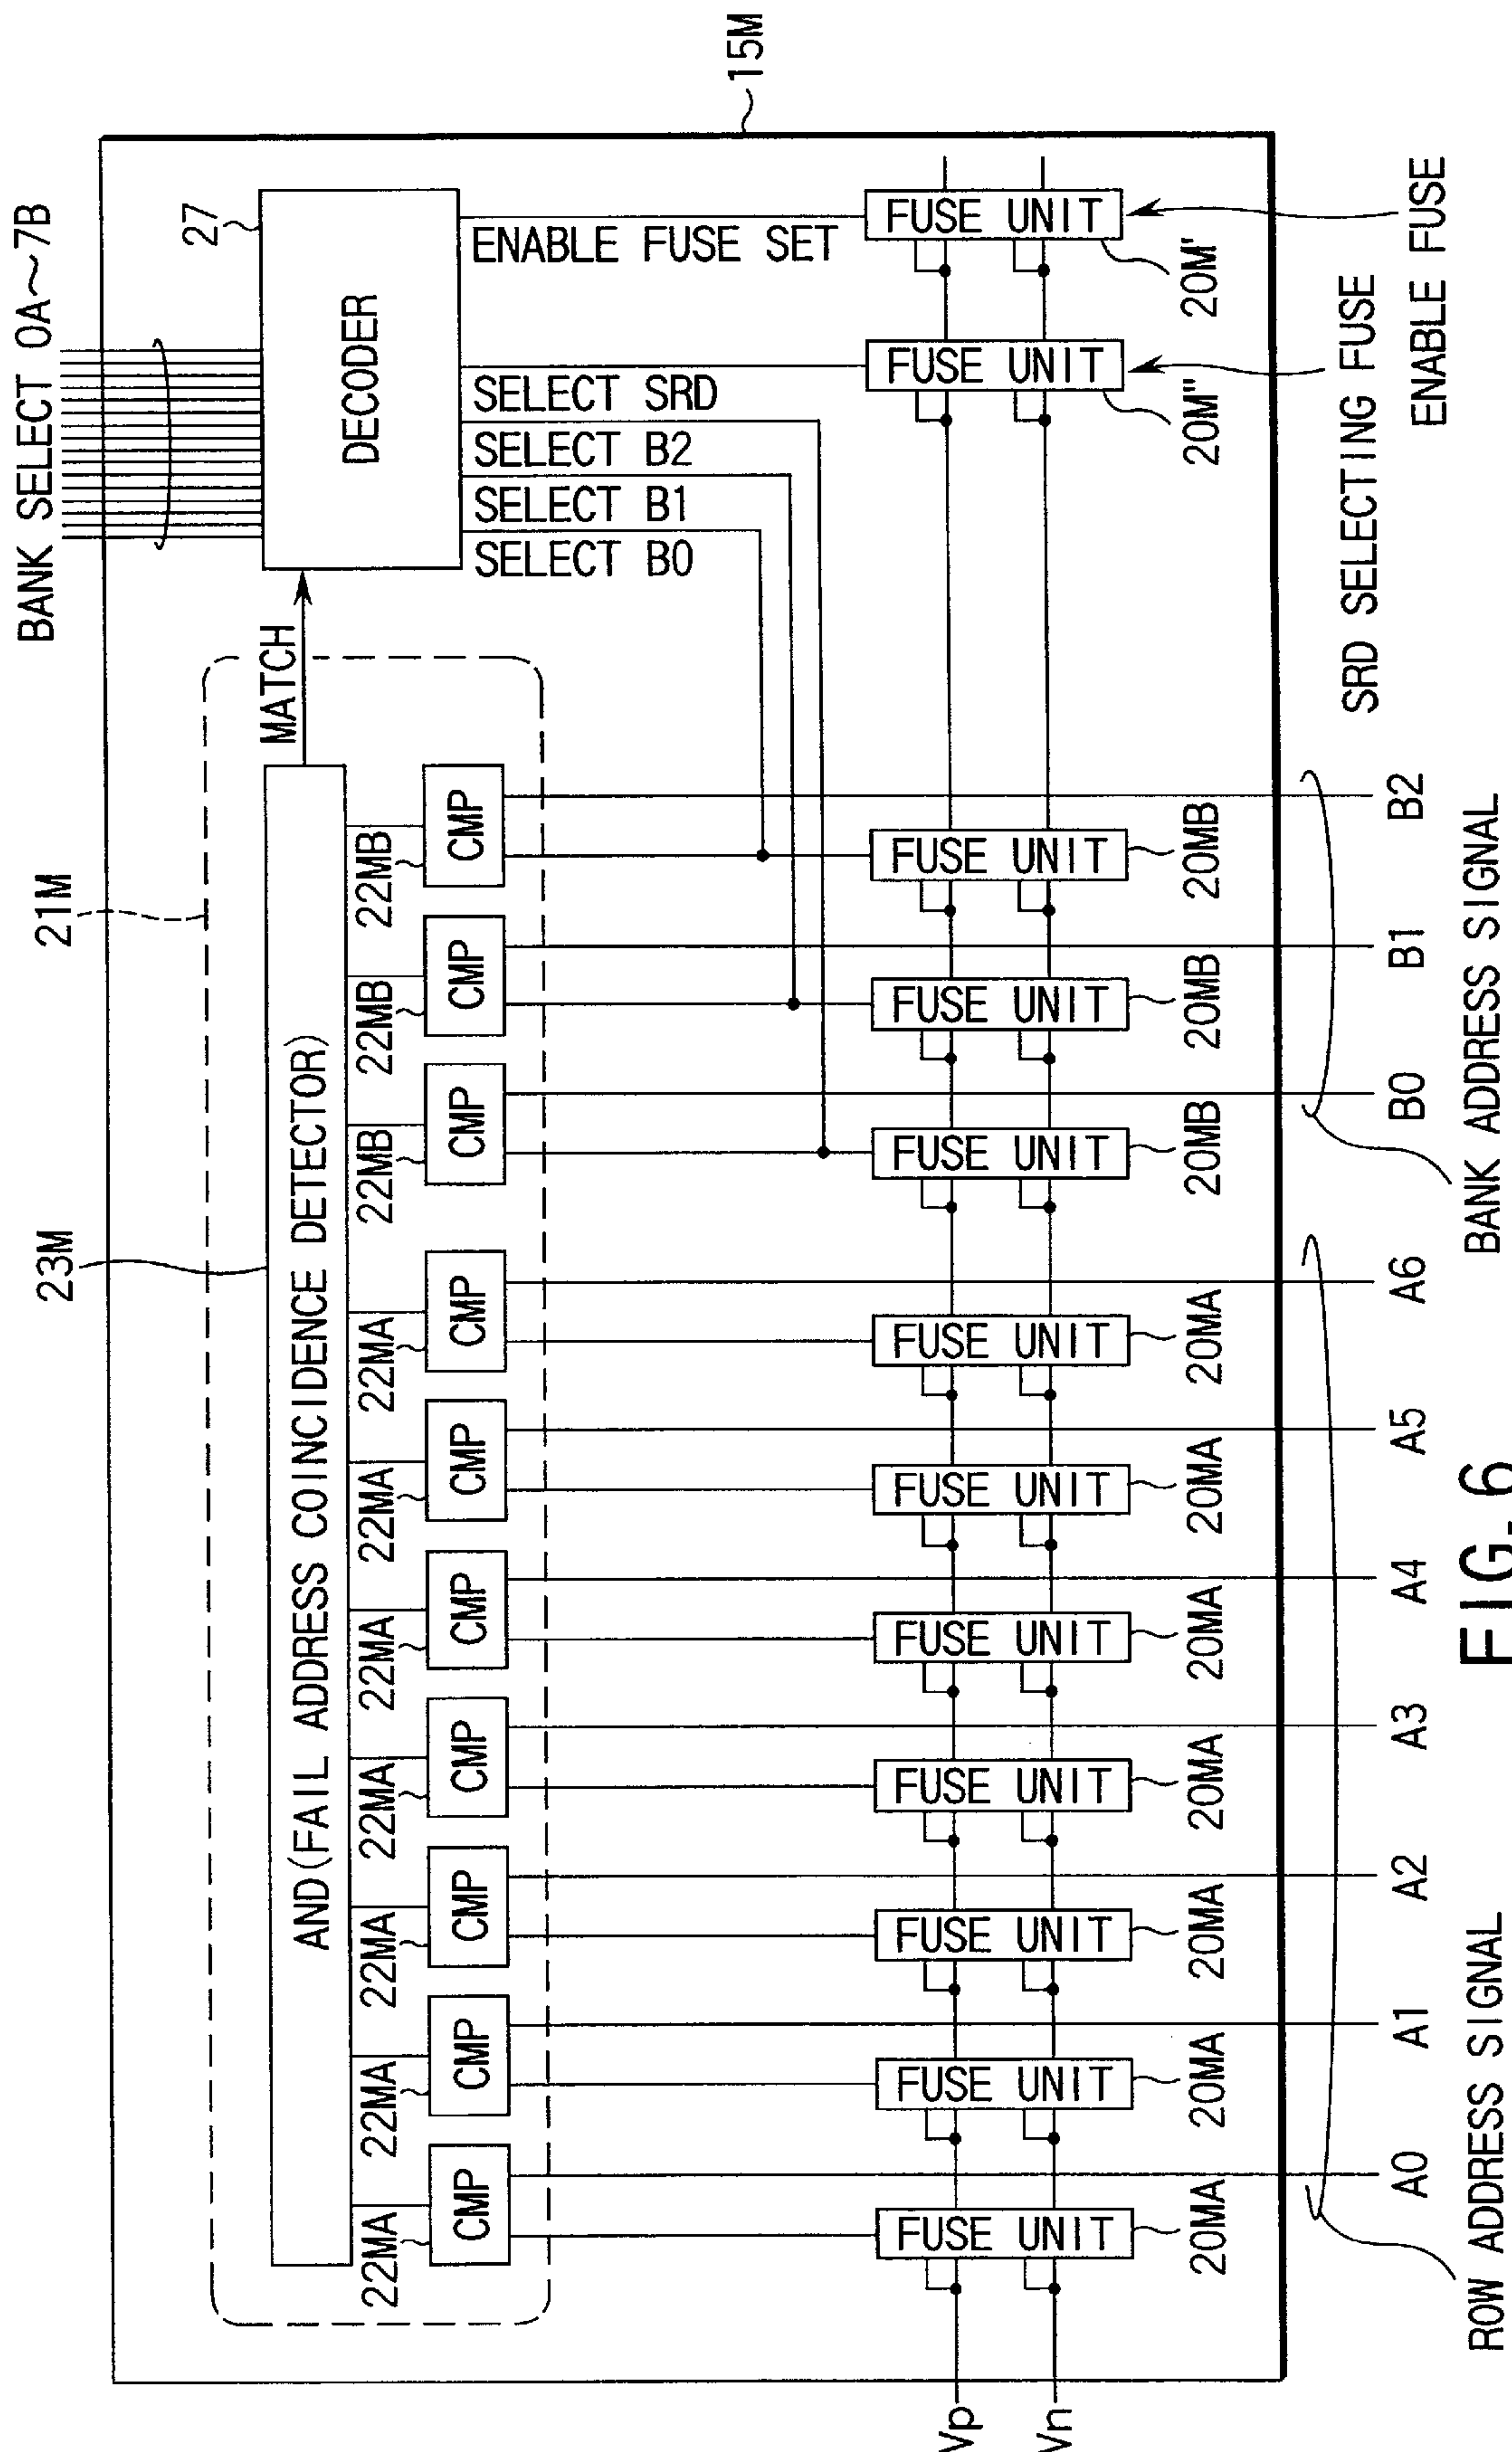 BANK SELECT 0A~7B
27
DECODER
15M
21M
23M
MATCH
AND(FAIL ADDRESS COINCIDENCE DETECTOR)
22MA
22MA
22MA
22MA
22MA
22MA
22MA
22MB
22MB
22MB
CMP
CMP
CMP
CMP
CMP
CMP
CMP
CMP
CMP
CMP
SELECT B0
SELECT B1
SELECT B2
SELECT SRD
ENABLE FUSE SET
Vp
Vn
FUSE UNIT
FUSE UNIT
FUSE UNIT
FUSE UNIT
FUSE UNIT
FUSE UNIT
FUSE UNIT
FUSE UNIT
FUSE UNIT
FUSE UNIT
FUSE UNIT
FUSE UNIT
20MA
20MA
20MA
20MA
20MA
20MA
20MA
20MB
20MB
20MB
20M"
20M'
A0
A1
A2
A3
A4
A5
A6
B0
B1
B2
SRD SELECTING FUSE
ENABLE FUSE
ROW ADDRESS SIGNAL
BANK ADDRESS SIGNAL
FIG. 6